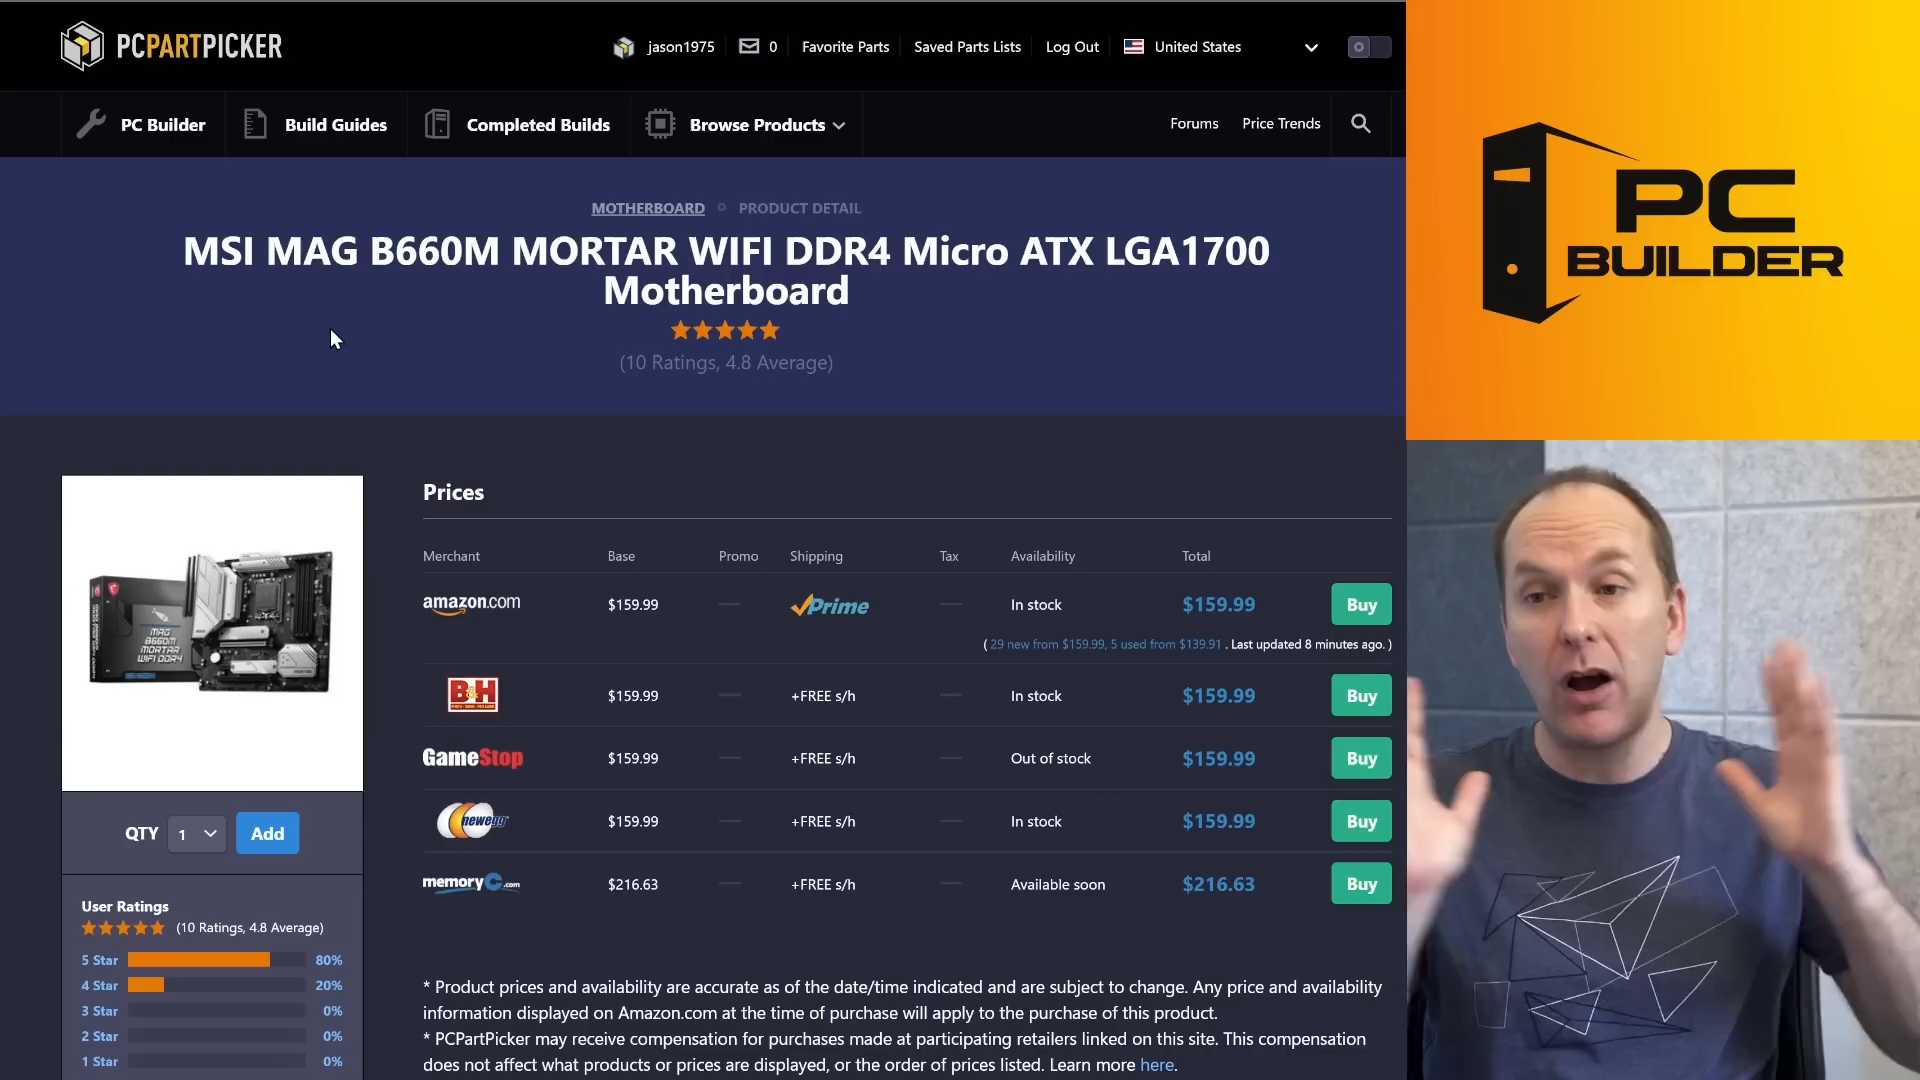 PCPARTPICKER
jason1975
0
Favorite Parts
Saved Parts Lists
Log Out
United States
PC Builder
Build Guides
Completed Builds
Browse Products
Forums
Price Trends
MOTHERBOARD
PRODUCT DETAIL
MSI MAG B660M MORTAR WIFI DDR4 Micro ATX LGA1700
Motherboard
(10 Ratings, 4.8 Average)
PC
BUILDER
MAG
B660M
MORTAR
WIFI DDR4
QTY 1 Add
User Ratings
(10 Ratings, 4.8 Average)
5 Star 80%
4 Star 20%
3 Star 0%
2 Star 0%
1 Star 0%
Prices
Merchant Base Promo Shipping Tax Availability Total
amazon.com $159.99 — Prime — In stock $159.99 Buy
( 29 new from $159.99, 5 used from $139.91 . Last updated 8 minutes ago. )
B&H $159.99 — +FREE s/h — In stock $159.99 Buy
GameStop $159.99 — +FREE s/h — Out of stock $159.99 Buy
newegg $159.99 — +FREE s/h — In stock $159.99 Buy
memoryC.com $216.63 — +FREE s/h — Available soon $216.63 Buy
* Product prices and availability are accurate as of the date/time indicated and are subject to change. Any price and availability
information displayed on Amazon.com at the time of purchase will apply to the purchase of this product.
* PCPartPicker may receive compensation for purchases made at participating retailers linked on this site. This compensation
does not affect what products or prices are displayed, or the order of prices listed. Learn more here.